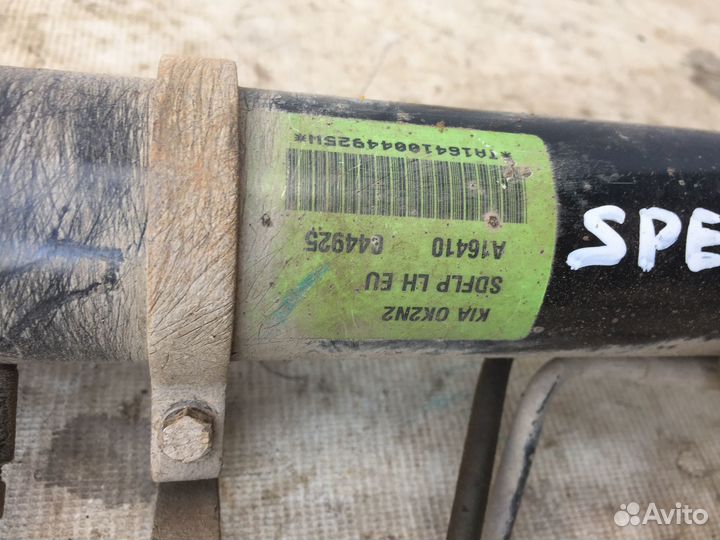 KIA OK2N2
SDFLP LH EU
A16410 044925
*TA16410044925W*
SPE
Avito